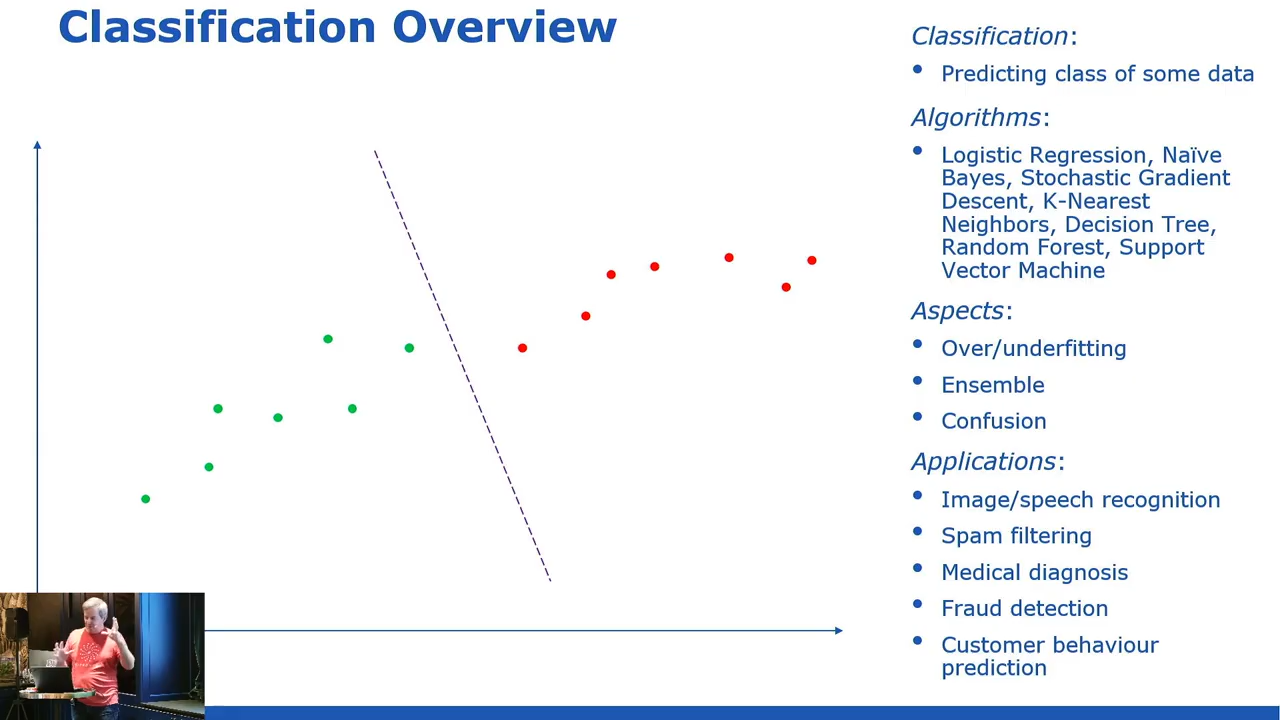 Classification Overview
Classification:
• Predicting class of some data
Algorithms:
• Logistic Regression, Naïve
Bayes, Stochastic Gradient
Descent, K-Nearest
Neighbors, Decision Tree,
Random Forest, Support
Vector Machine
Aspects:
• Over/underfitting
• Ensemble
• Confusion
Applications:
• Image/speech recognition
• Spam filtering
• Medical diagnosis
• Fraud detection
• Customer behaviour
prediction